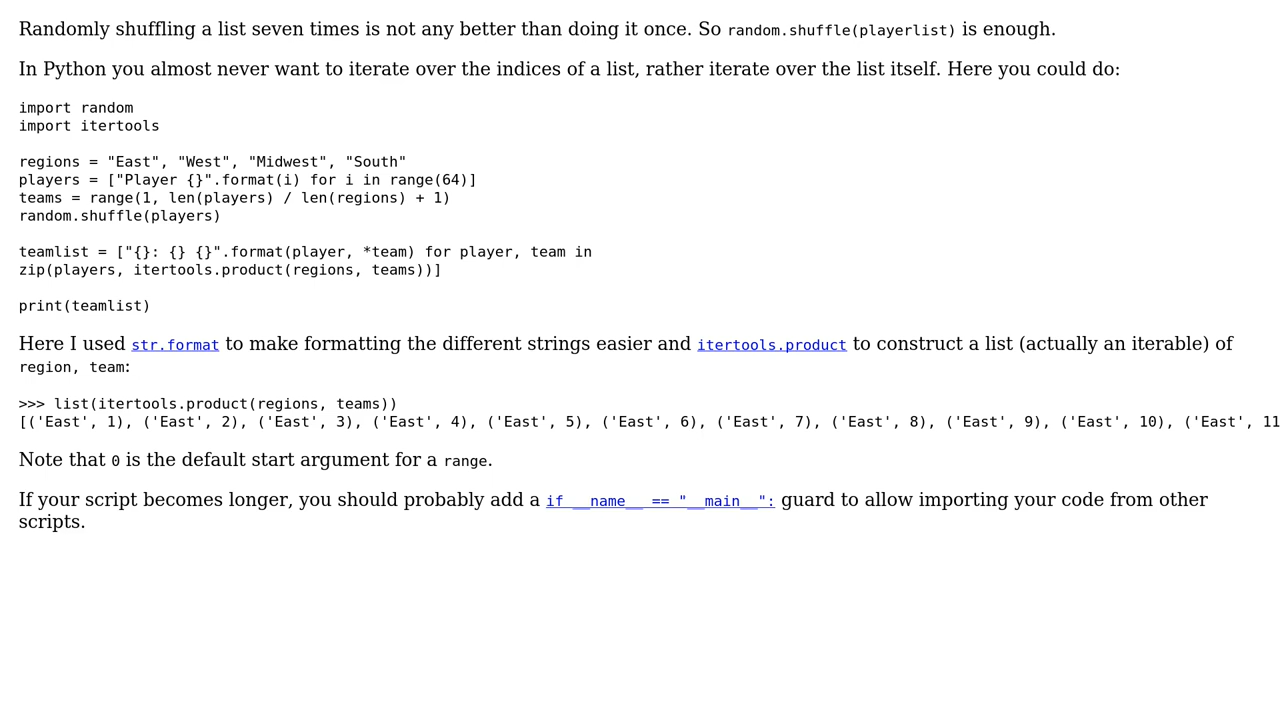 Randomly shuffling a list seven times is not any better than doing it once. So random.shuffle(playerlist) is enough.
In Python you almost never want to iterate over the indices of a list, rather iterate over the list itself. Here you could do:
import random
import itertools
regions = "East", "West", "Midwest", "South"
players = ["Player {}".format(i) for i in range(64)]
teams = range(1, len(players) / len(regions) + 1)
random.shuffle(players)
teamlist = ["{}: {} {}".format(player, *team) for player, team in
zip(players, itertools.product(regions, teams))]
print(teamlist)
Here I used str.format to make formatting the different strings easier and itertools.product to construct a list (actually an iterable) of
region, team:
>>> list(itertools.product(regions, teams))
[('East', 1), ('East', 2), ('East', 3), ('East', 4), ('East', 5), ('East', 6), ('East', 7), ('East', 8), ('East', 9), ('East', 10), ('East', 11
Note that 0 is the default start argument for a range.
If your script becomes longer, you should probably add a if __name__ == "__main__": guard to allow importing your code from other
scripts.